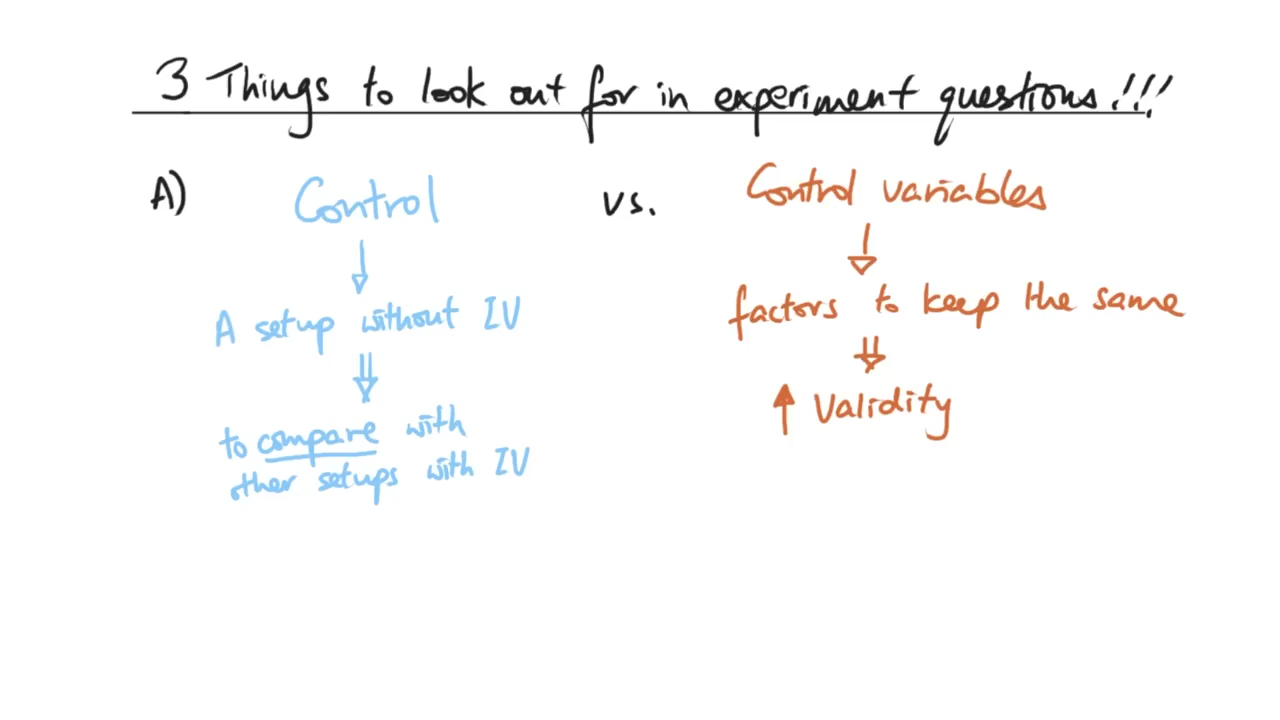 3 Things to look out for in experiment questions!!!
A) Control vs. Control variables
A setup without IV
factors to keep the same
↑ Validity
to compare with
other setups with IV